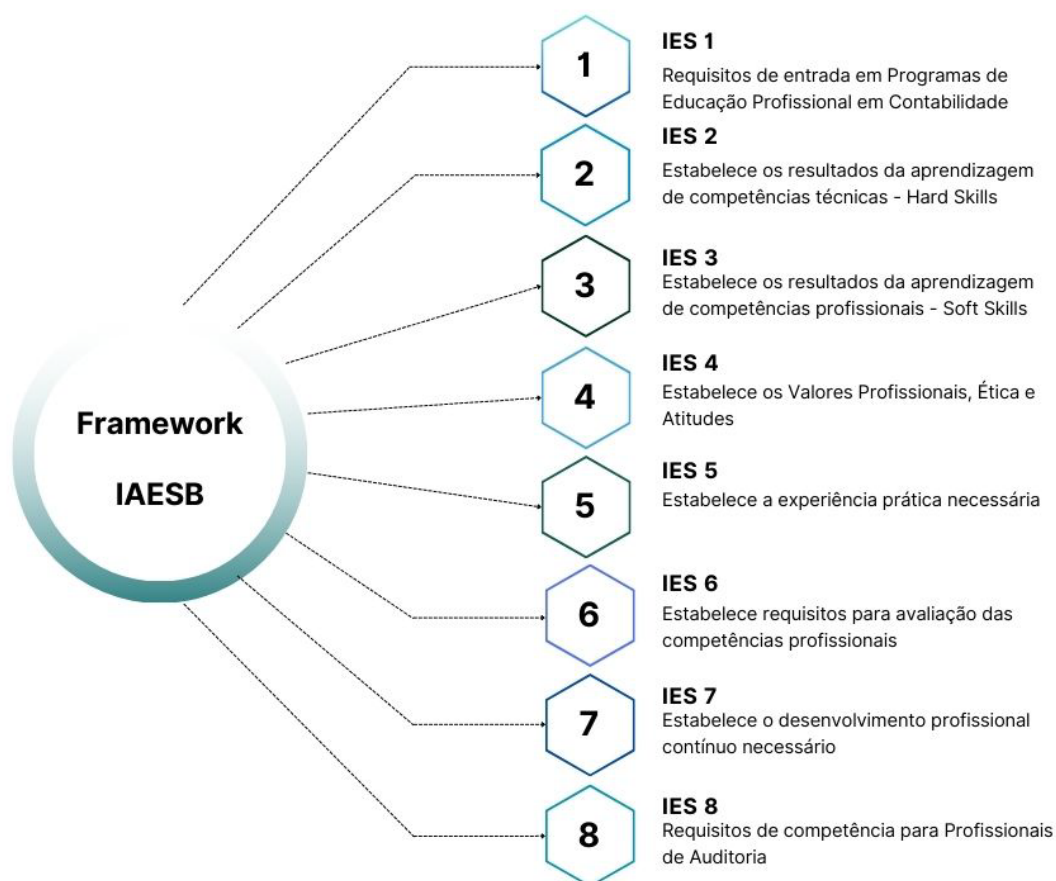 Framework
IAESB
1
IES 1
Requisitos de entrada em Programas de
Educação Profissional em Contabilidade
2
IES 2
Estabelece os resultados da aprendizagem
de competências técnicas - Hard Skills
3
IES 3
Estabelece os resultados da aprendizagem
de competências profissionais - Soft Skills
4
IES 4
Estabelece os Valores Profissionais, Ética e
Atitudes
5
IES 5
Estabelece a experiência prática necessária
6
IES 6
Estabelece requisitos para avaliação das
competências profissionais
7
IES 7
Estabelece o desenvolvimento profissional
contínuo necessário
8
IES 8
Requisitos de competência para Profissionais
de Auditoria